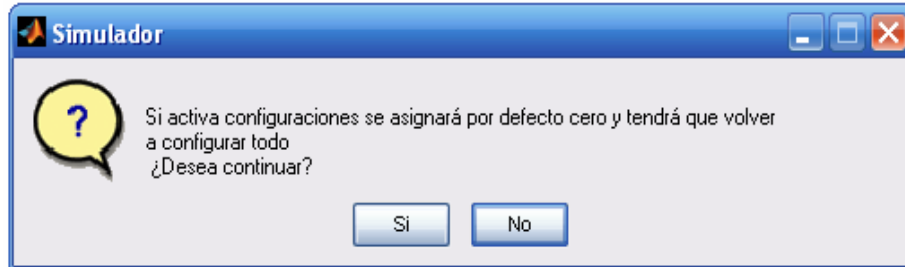 Simulador
?
Si activa configuraciones se asignará por defecto cero y tendrá que volver
a configurar todo
¿Desea continuar?
Si No